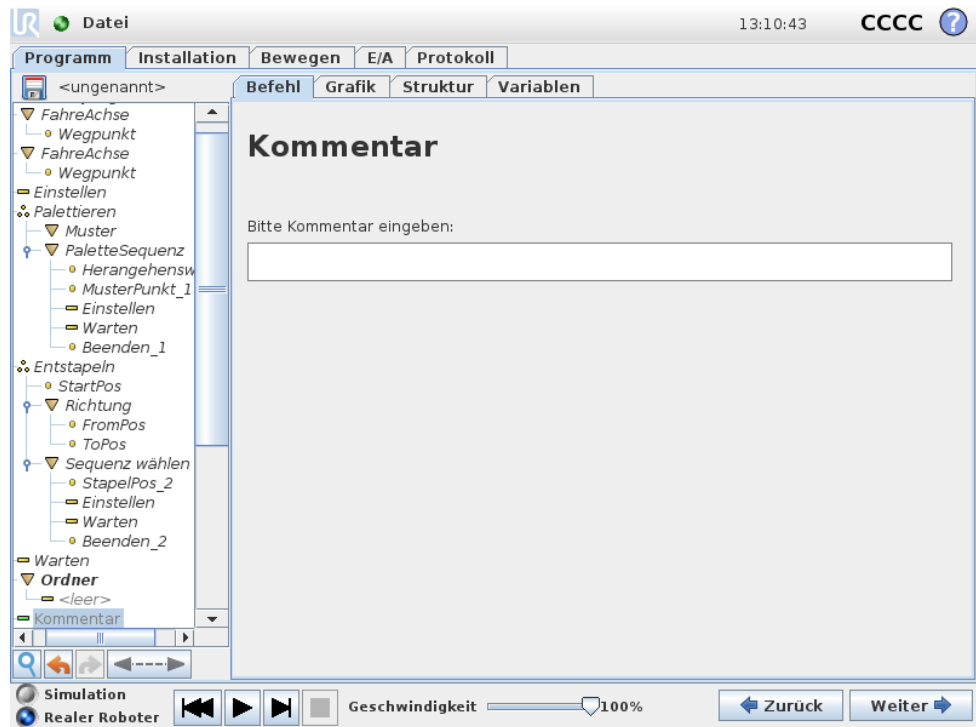 UR Datei 13:10:43 CCCC ?
Programm Installation Bewegen E/A Protokoll
<ungenannt> Befehl Grafik Struktur Variablen
FahreAchse
Wegpunkt
FahreAchse
Wegpunkt
Einstellen
Palettieren
Muster
PaletteSequenz
Herangehensw
MusterPunkt_1
Einstellen
Warten
Beenden_1
Entstapeln
StartPos
Richtung
FromPos
ToPos
Sequenz wählen
StapelPos_2
Einstellen
Warten
Beenden_2
Warten
Ordner
<leer>
Kommentar
Kommentar
Bitte Kommentar eingeben:
Simulation
Realer Roboter
Geschwindigkeit 100%
Zurück Weiter